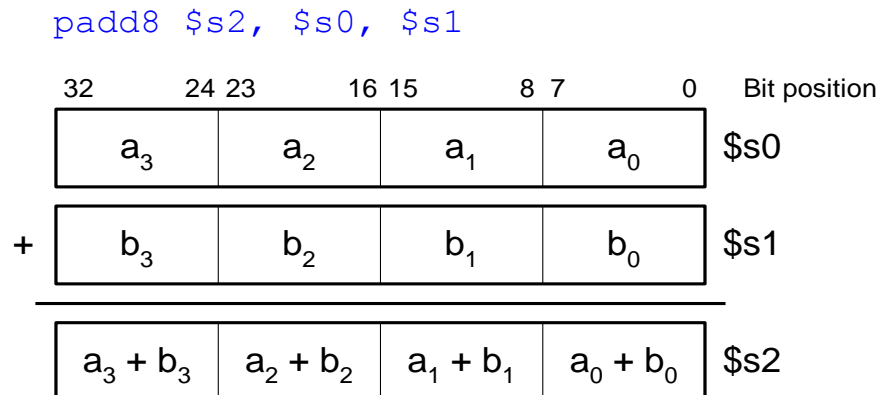 padd8 $s2, $s0, $s1
32 24 23 16 15 8 7 0 Bit position
a3 a2 a1 a0 $s0
+ b3 b2 b1 b0 $s1
a3 + b3 a2 + b2 a1 + b1 a0 + b0 $s2